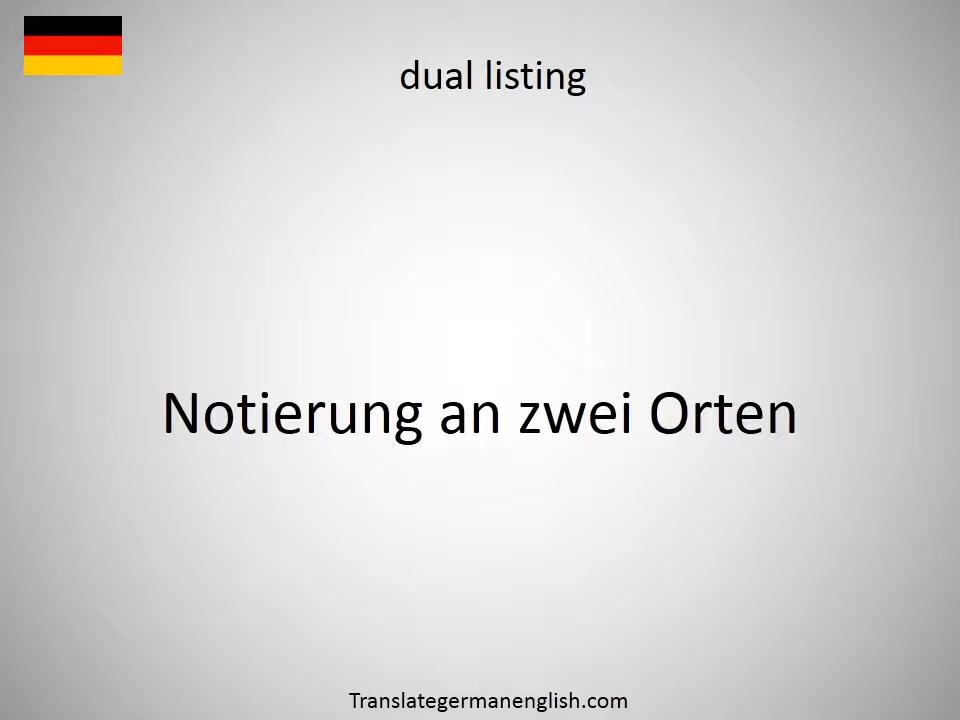 dual listing
Notierung an zwei Orten
Translategermanenglish.com